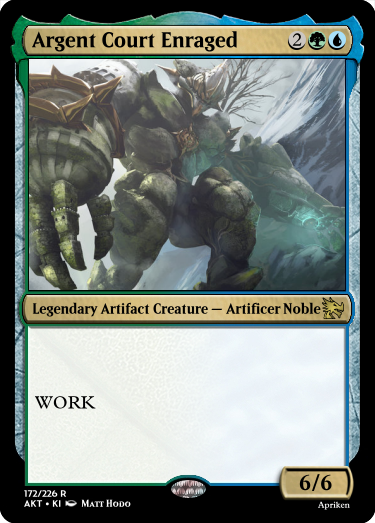 Argent Court Enraged 2
Legendary Artifact Creature — Artificer Noble
WORK
6/6
172/226 R
AKT • KI Matt Hodo
Apriken